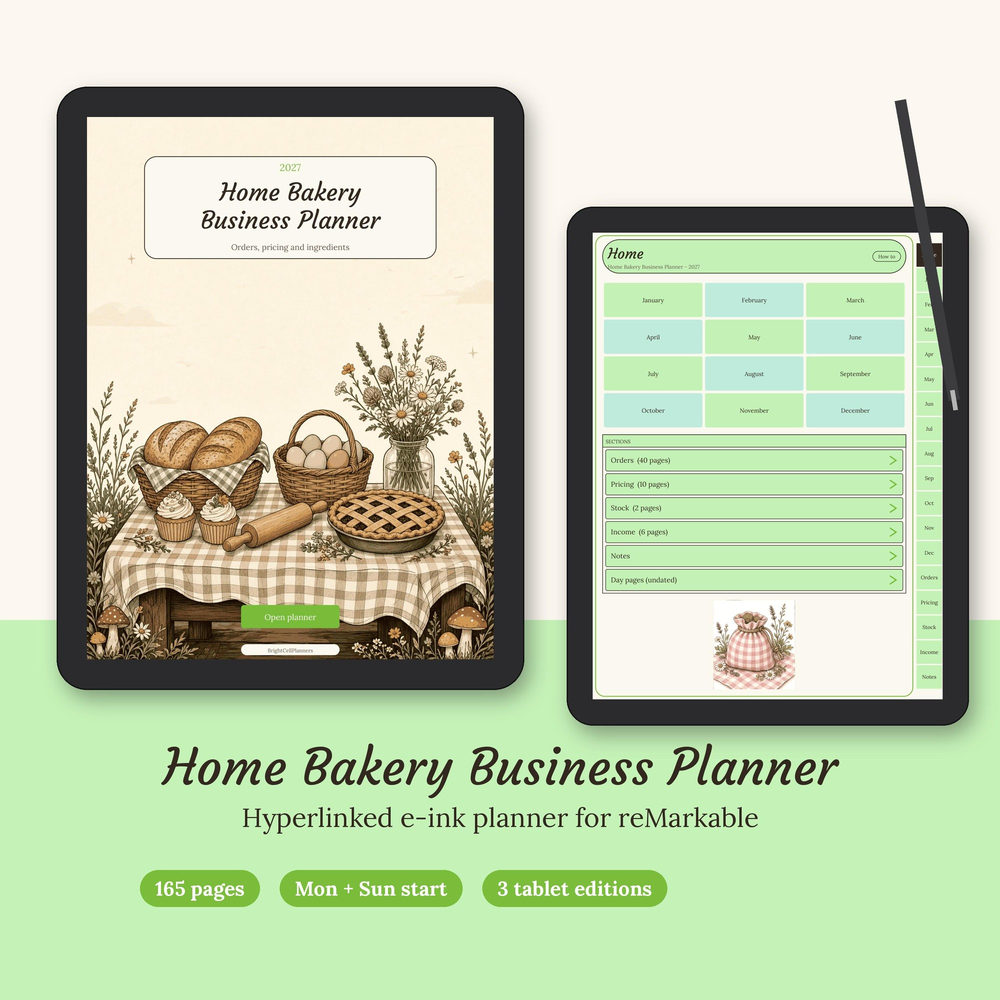 2027
Home Bakery
Business Planner
Orders, pricing and ingredients
Open planner
BrightCellPlanners
Home
Home Bakery Business Planner - 2027
How to
January
February
March
April
May
June
July
August
September
October
November
December
SECTIONS
Orders (40 pages)
Pricing (10 pages)
Stock (2 pages)
Income (6 pages)
Notes
Day pages (undated)
Mar
Apr
May
Jun
Jul
Aug
Sep
Oct
Nov
Dec
Orders
Pricing
Stock
Income
Notes
Home Bakery Business Planner
Hyperlinked e-ink planner for reMarkable
165 pages
Mon + Sun start
3 tablet editions